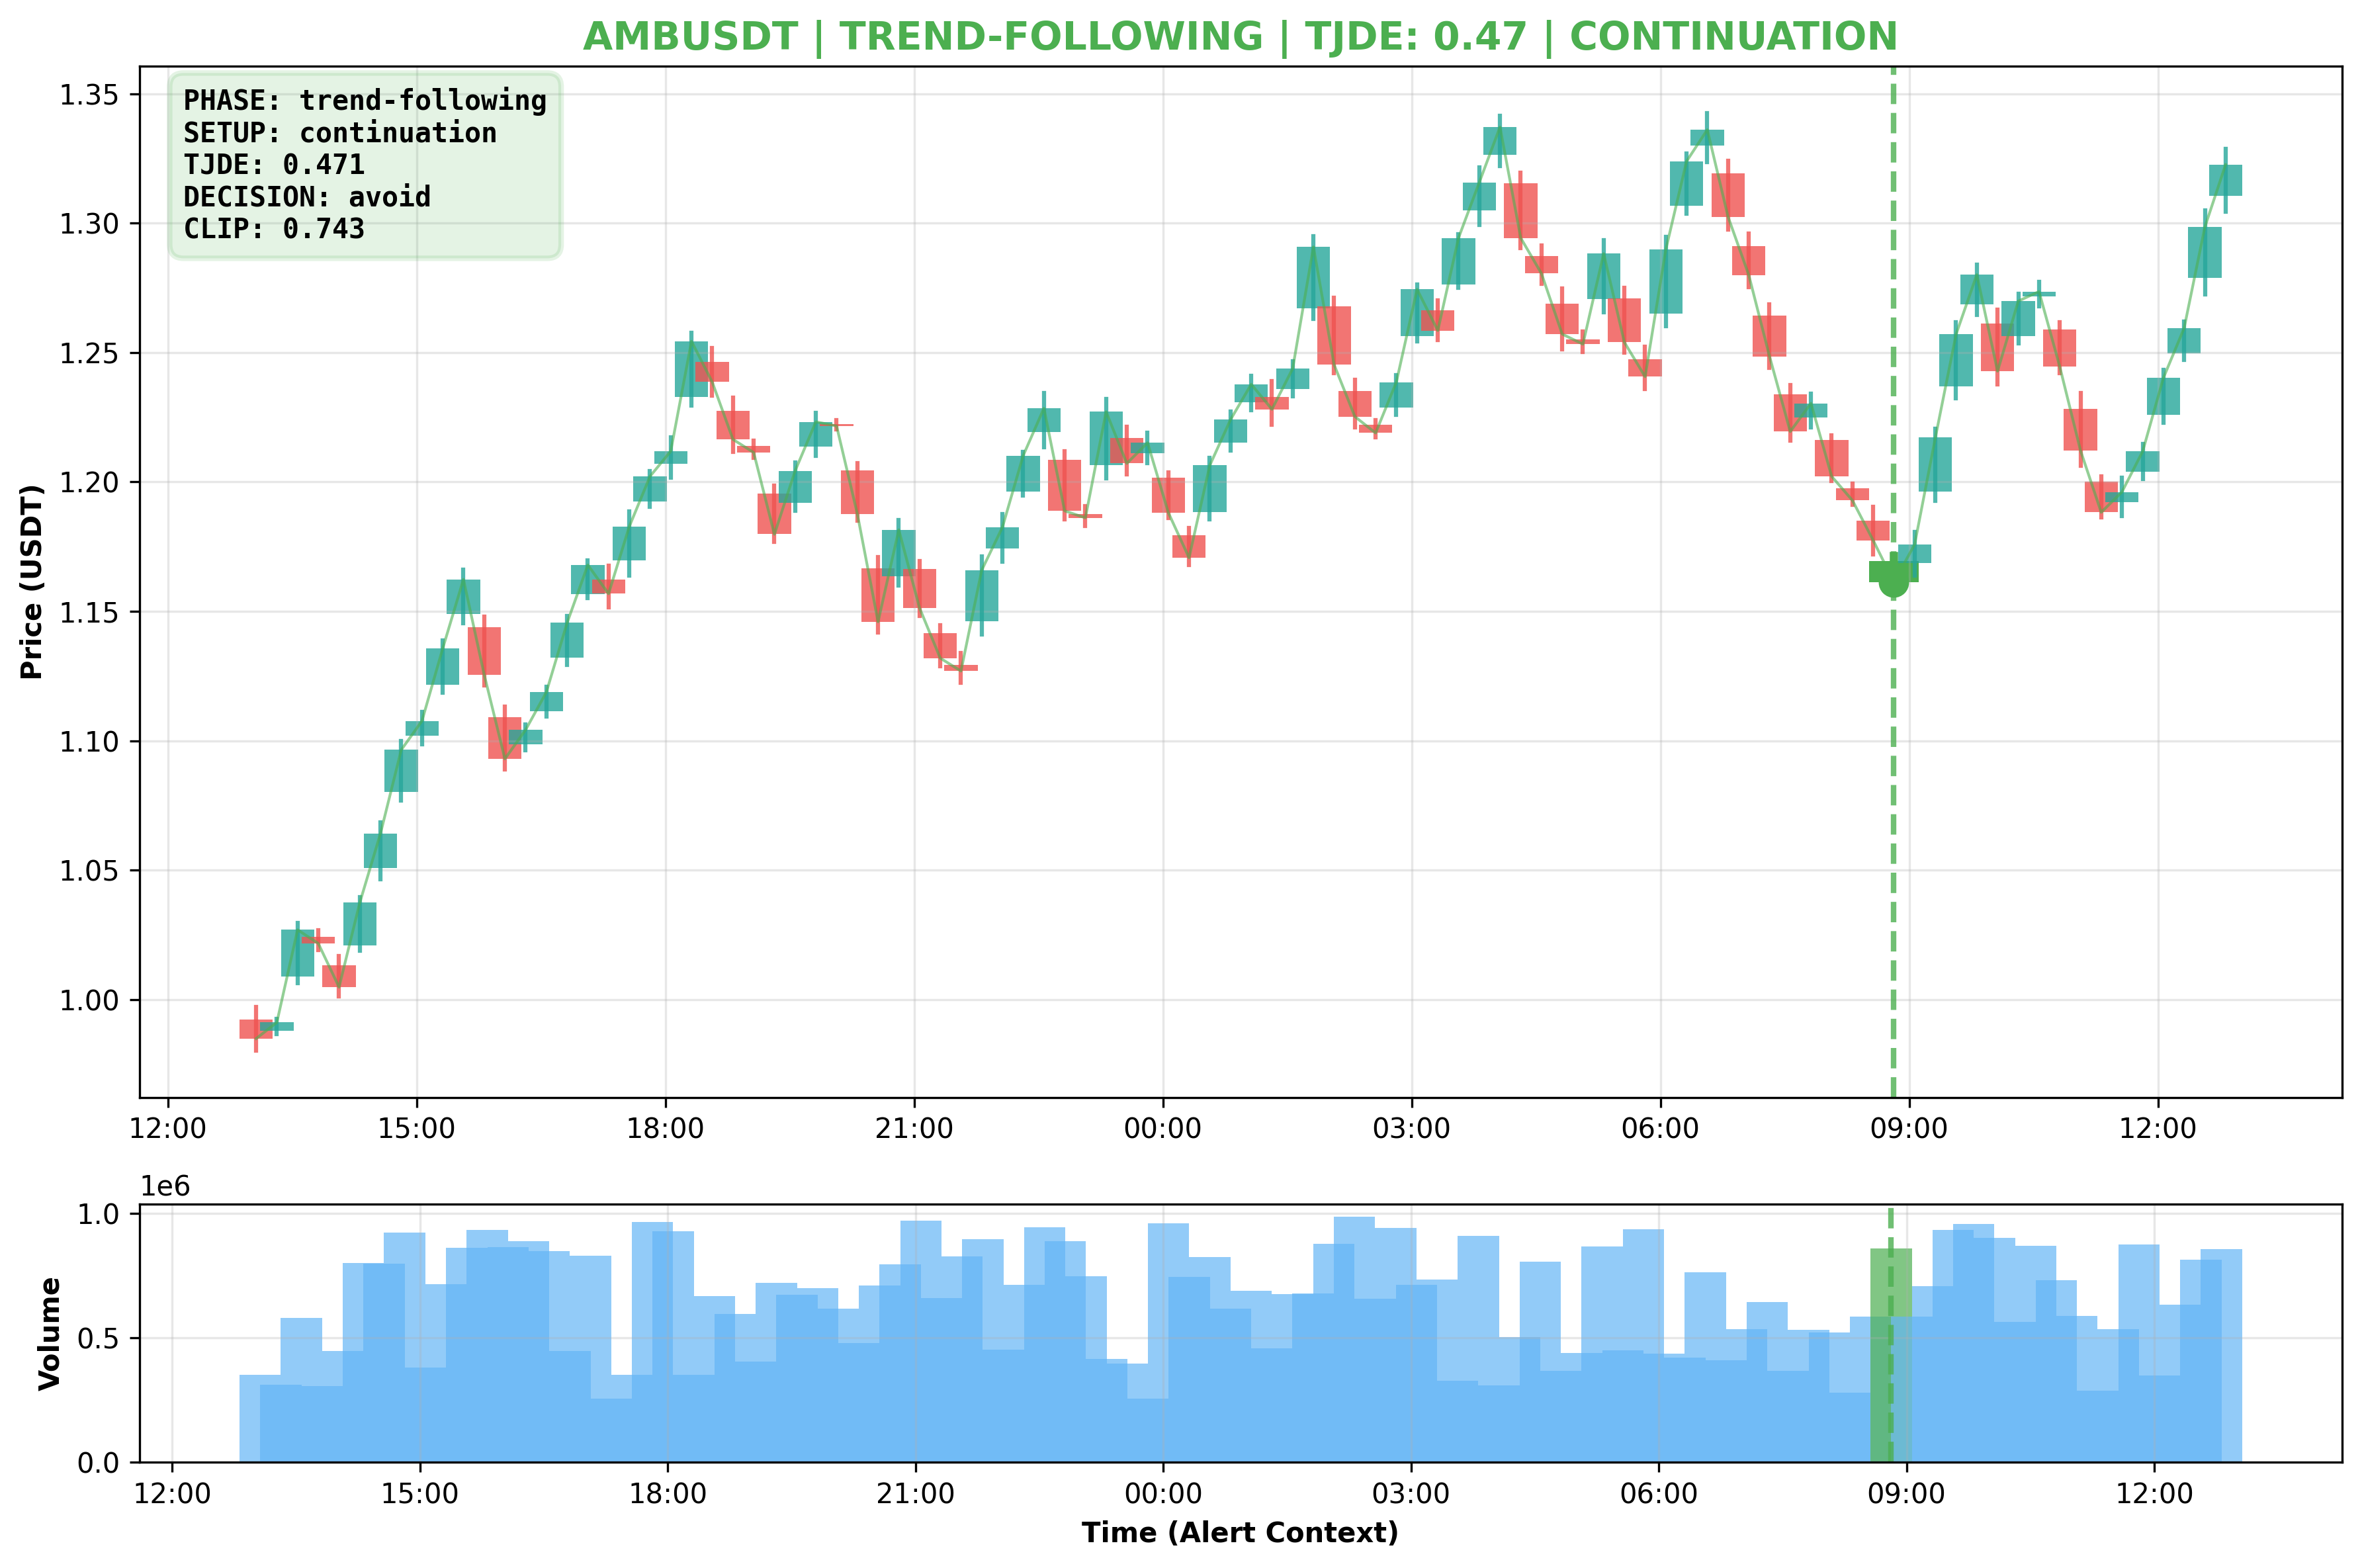 AMBUSDT | TREND-FOLLOWING | TJDE: 0.47 | CONTINUATION
PHASE: trend-following
SETUP: continuation
TJDE: 0.471
DECISION: avoid
CLIP: 0.743
Price (USDT)
1.35
1.30
1.25
1.20
1.15
1.10
1.05
1.00
12:00 15:00 18:00 21:00 00:00 03:00 06:00 09:00 12:00
1e6
Volume
1.0
0.5
0.0
12:00 15:00 18:00 21:00 00:00 03:00 06:00 09:00 12:00
Time (Alert Context)